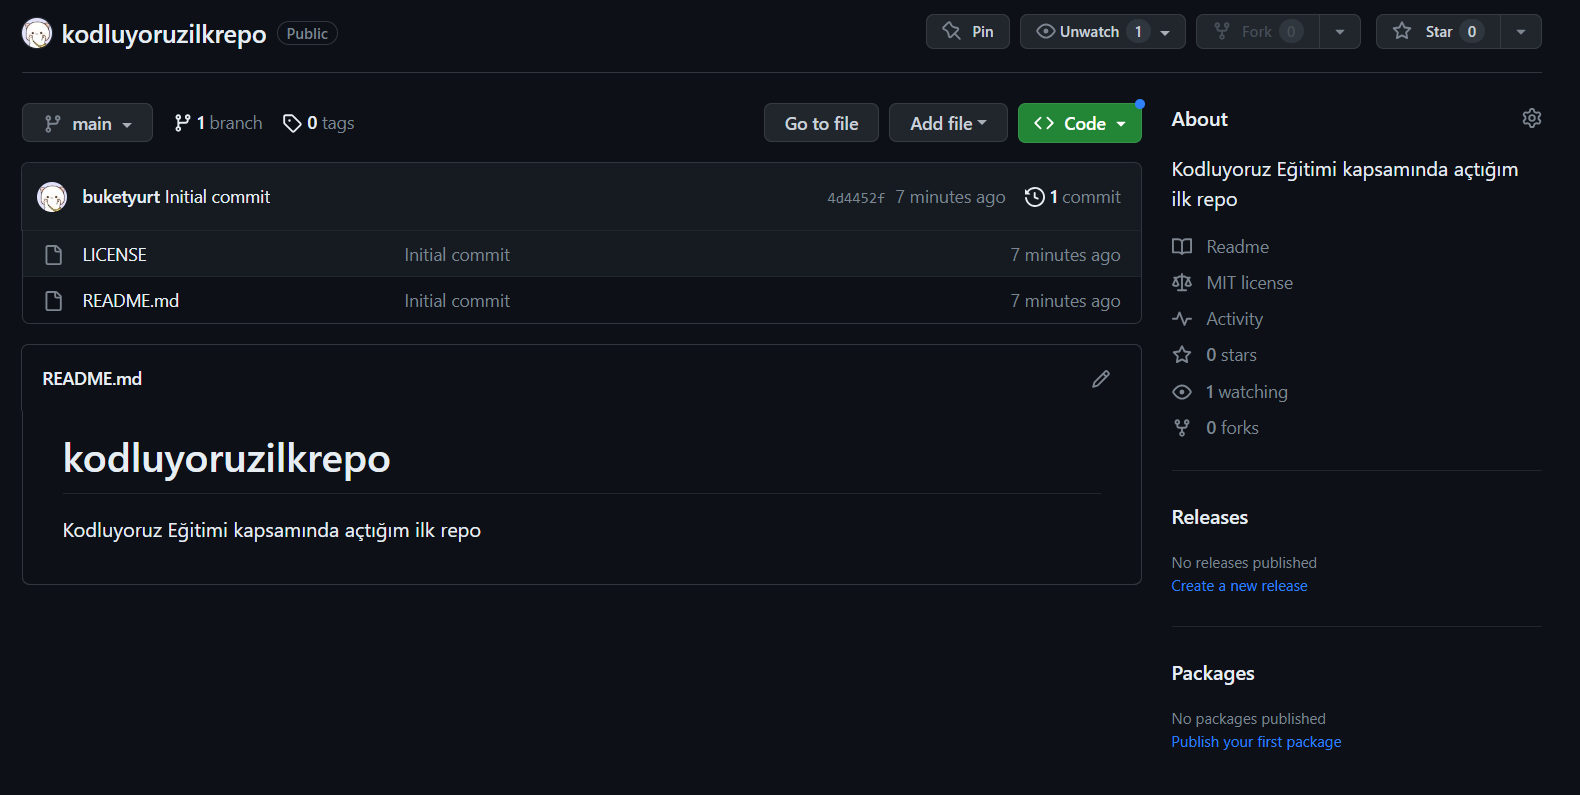 kodluyoruzilkrepo Public
Pin Unwatch 1 Fork 0 Star 0
main 1 branch 0 tags
Go to file Add file Code
buketyurt Initial commit 4d4452f 7 minutes ago 1 commit
LICENSE Initial commit 7 minutes ago
README.md Initial commit 7 minutes ago
README.md
kodluyoruzilkrepo
Kodluyoruz Eğitimi kapsamında açtığım ilk repo
About
Kodluyoruz Eğitimi kapsamında açtığım
ilk repo
Readme
MIT license
Activity
0 stars
1 watching
0 forks
Releases
No releases published
Create a new release
Packages
No packages published
Publish your first package